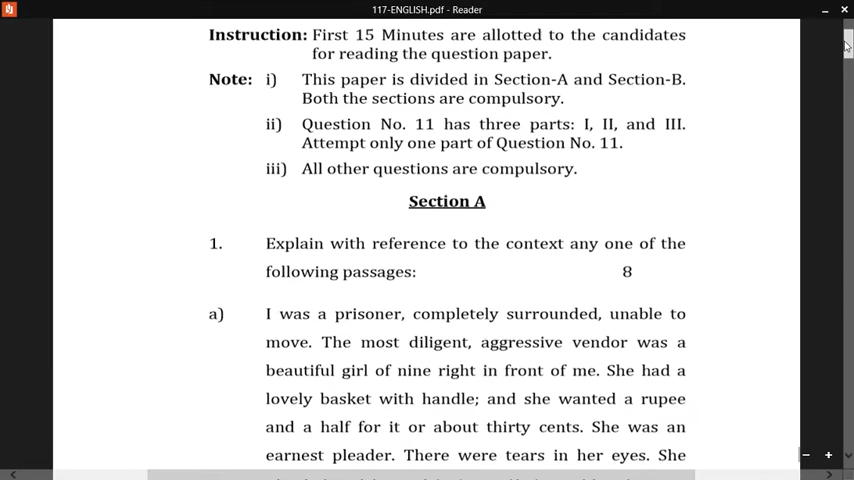 117-ENGLISH.pdf - Reader
Instruction: First 15 Minutes are allotted to the candidates
for reading the question paper.
Note: i) This paper is divided in Section-A and Section-B.
Both the sections are compulsory.
ii) Question No. 11 has three parts: I, II, and III.
Attempt only one part of Question No. 11.
iii) All other questions are compulsory.
Section A
1. Explain with reference to the context any one of the
following passages: 8
a) I was a prisoner, completely surrounded, unable to
move. The most diligent, aggressive vendor was a
beautiful girl of nine right in front of me. She had a
lovely basket with handle; and she wanted a rupee
and a half for it or about thirty cents. She was an
earnest pleader. There were tears in her eyes. She